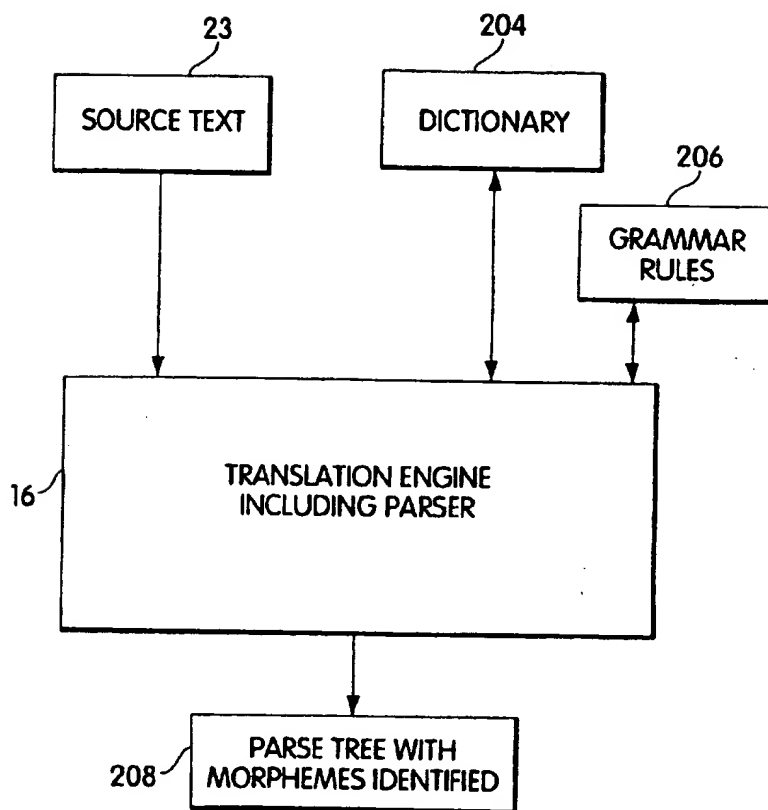 23
SOURCE TEXT
204
DICTIONARY
206
GRAMMAR
RULES
16
TRANSLATION ENGINE
INCLUDING PARSER
208
PARSE TREE WITH
MORPHEMES IDENTIFIED